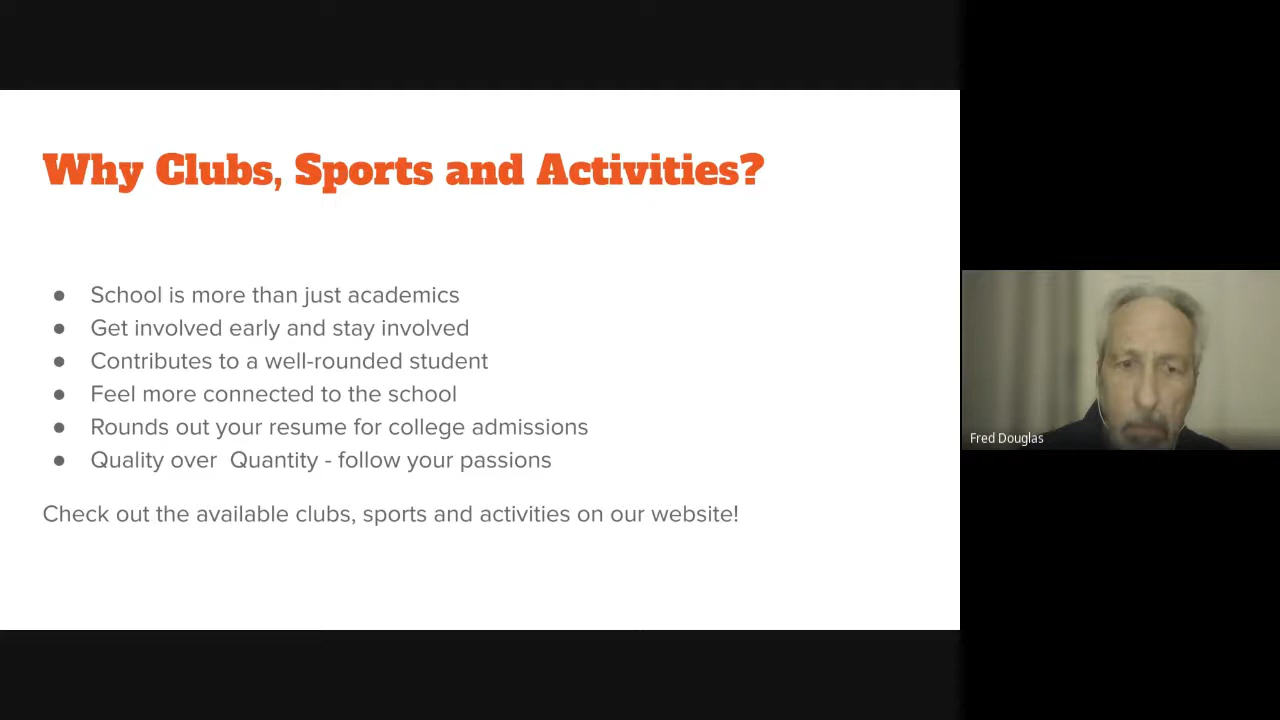 Why Clubs, Sports and Activities?
● School is more than just academics
● Get involved early and stay involved
● Contributes to a well-rounded student
● Feel more connected to the school
● Rounds out your resume for college admissions
● Quality over  Quantity - follow your passions
Check out the available clubs, sports and activities on our website!
Fred Douglas